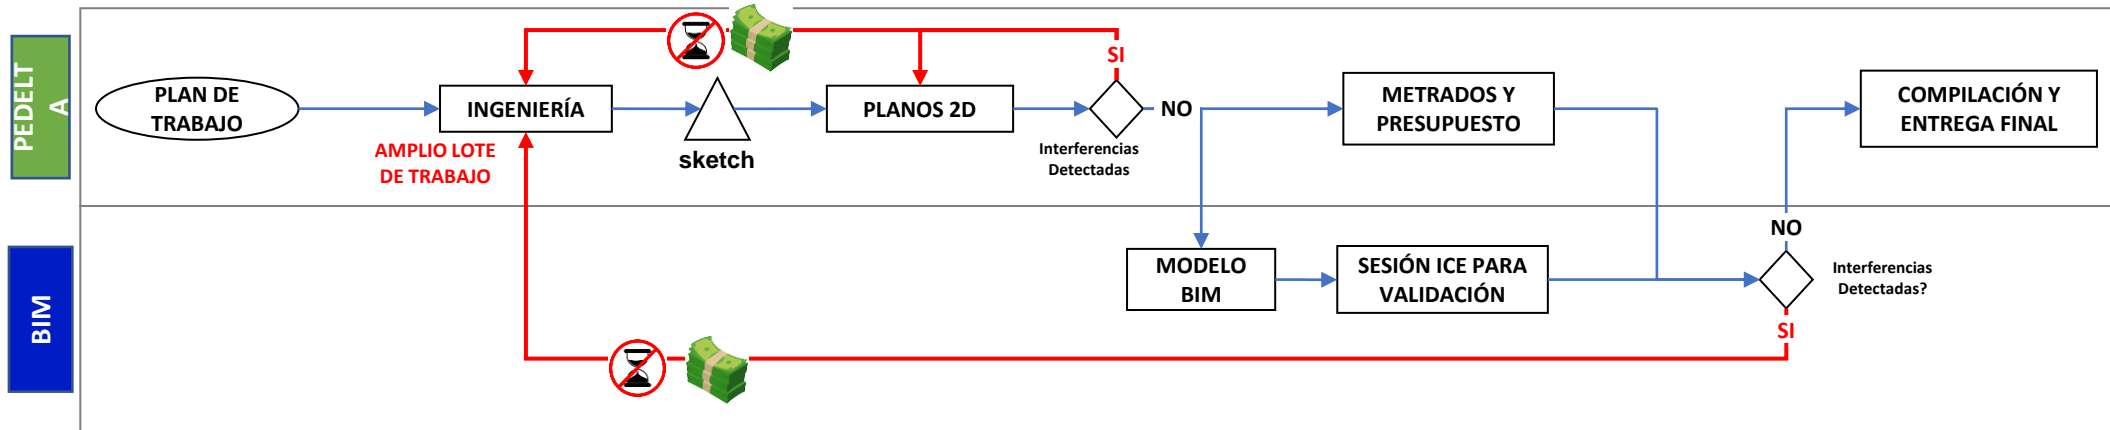 PEDELT
A
PLAN DE
TRABAJO
INGENIERÍA
AMPLIO LOTE
DE TRABAJO
sketch
PLANOS 2D
SI
NO
Interferencias
Detectadas
METRADOS Y
PRESUPUESTO
COMPILACIÓN Y
ENTREGA FINAL
BIM
MODELO
BIM
SESIÓN ICE PARA
VALIDACIÓN
NO
Interferencias
Detectadas?
SI